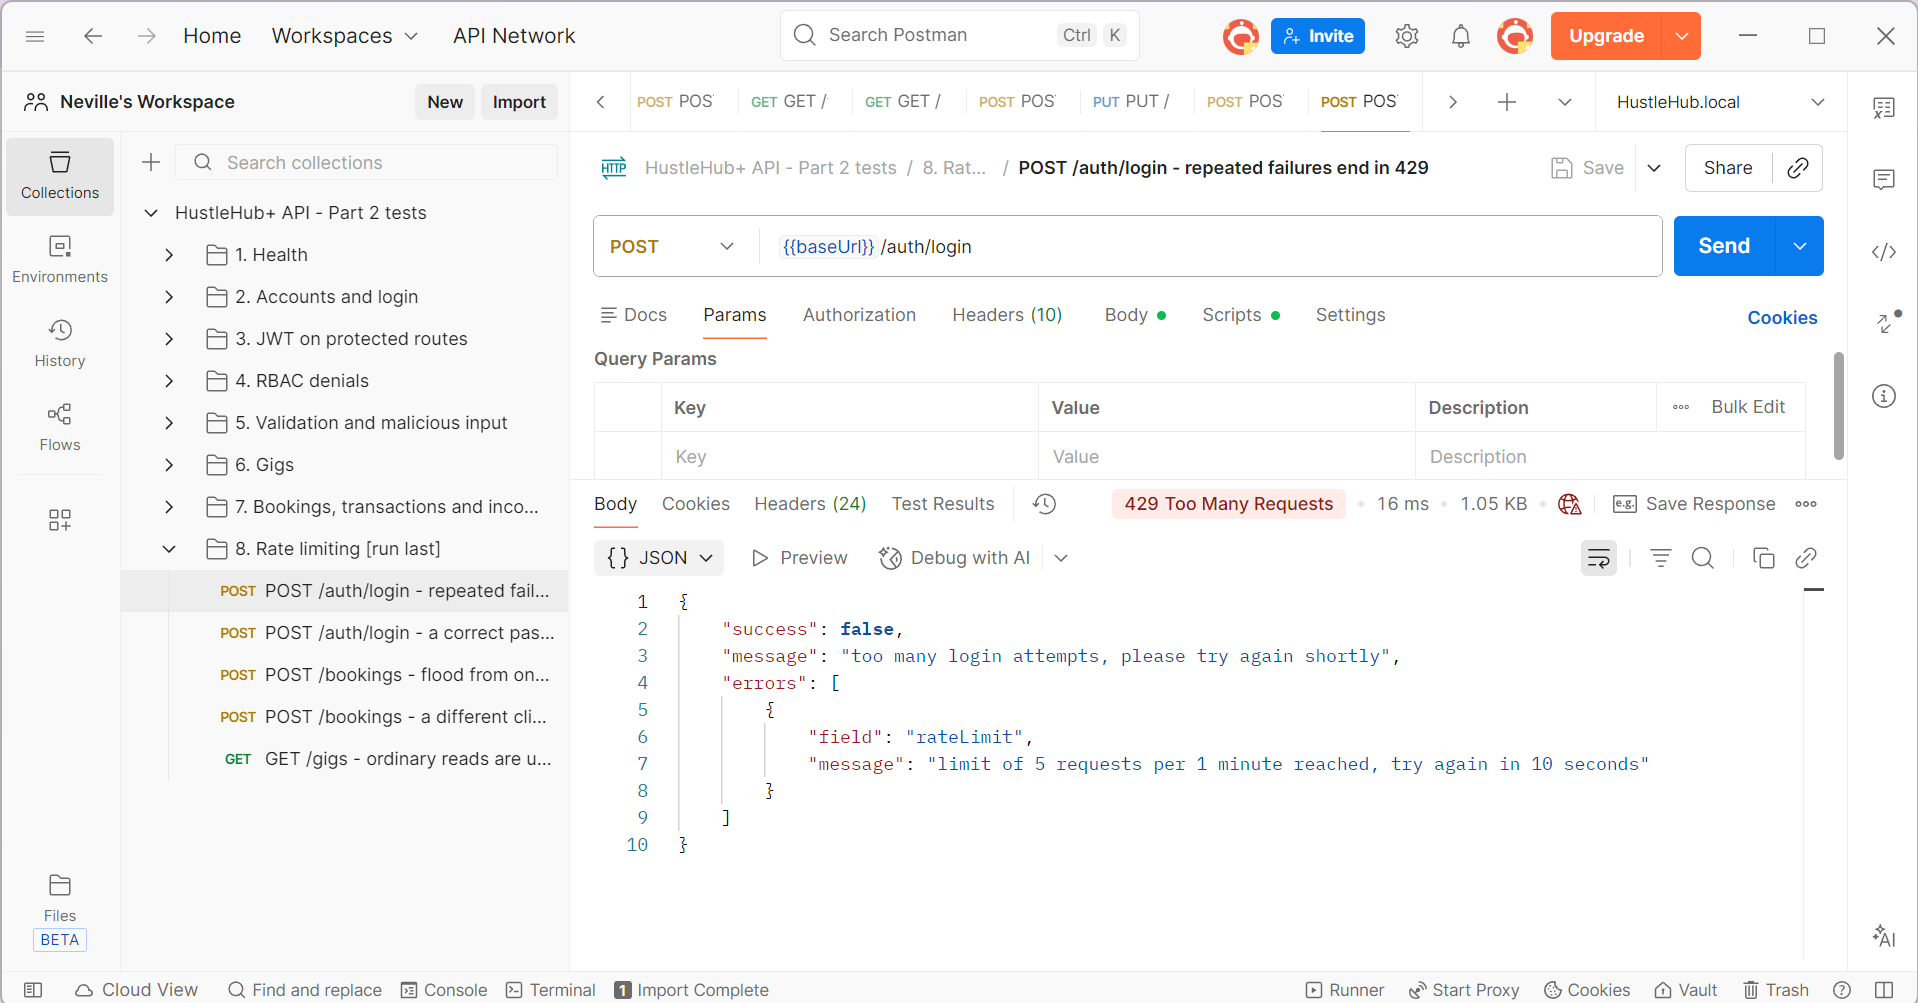 Home
Workspaces
API Network
Search Postman
Ctrl
K
Invite
Upgrade
Neville's Workspace
New
Import
POST POS
GET GET /
GET GET /
POST POS
PUT PUT /
POST POS
POST POS
HustleHub.local
Collections
Environments
History
Flows
Files
BETA
Search collections
HustleHub+ API - Part 2 tests
1. Health
2. Accounts and login
3. JWT on protected routes
4. RBAC denials
5. Validation and malicious input
6. Gigs
7. Bookings, transactions and inco...
8. Rate limiting [run last]
POST POST /auth/login - repeated fail...
POST POST /auth/login - a correct pas...
POST POST /bookings - flood from on...
POST POST /bookings - a different cli...
GET GET /gigs - ordinary reads are u...
HTTP
HustleHub+ API - Part 2 tests / 8. Rat... / POST /auth/login - repeated failures end in 429
Save
Share
POST
{{baseUrl}} /auth/login
Send
Docs
Params
Authorization
Headers (10)
Body
Scripts
Settings
Cookies
Query Params
Key
Value
Description
Bulk Edit
Key
Value
Description
Body
Cookies
Headers (24)
Test Results
429 Too Many Requests
16 ms
1.05 KB
e.g.
Save Response
{} JSON
Preview
Debug with AI
1 {
2 "success": false,
3 "message": "too many login attempts, please try again shortly",
4 "errors": [
5 {
6 "field": "rateLimit",
7 "message": "limit of 5 requests per 1 minute reached, try again in 10 seconds"
8 }
9 ]
10 }
AI
Cloud View
Find and replace
Console
Terminal
1 Import Complete
Runner
Start Proxy
Cookies
Vault
Trash